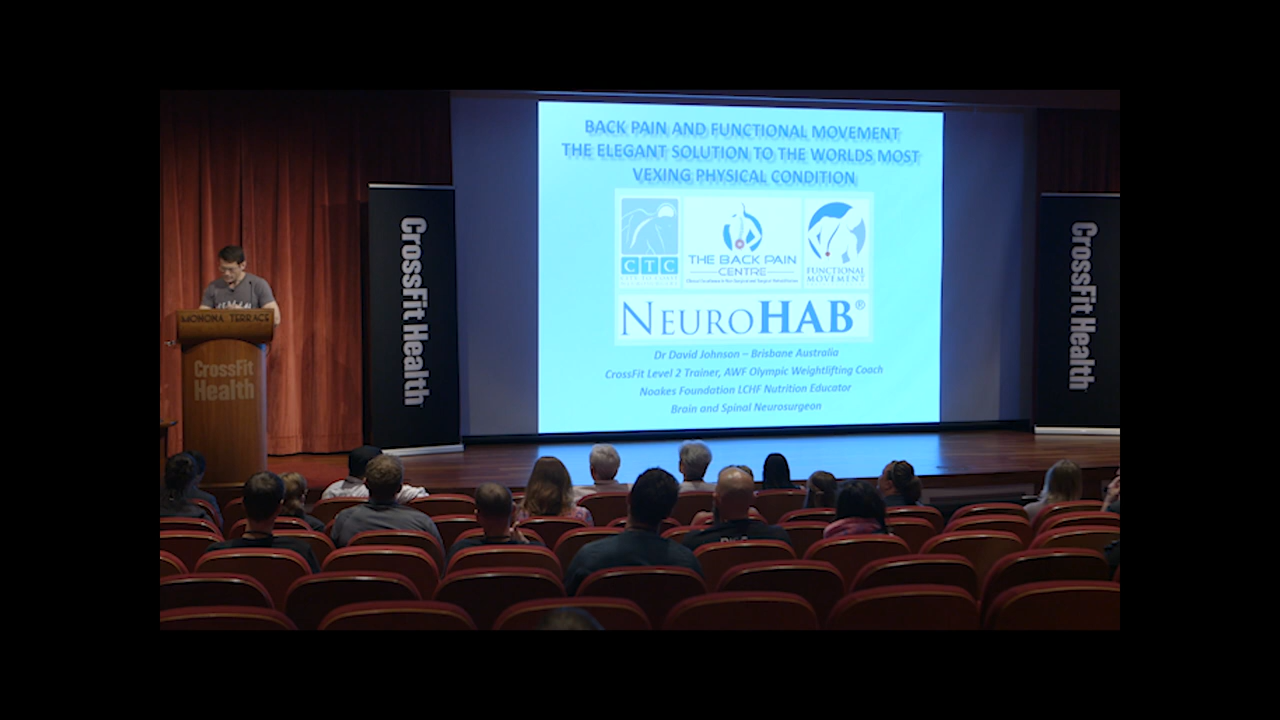 BACK PAIN AND FUNCTIONAL MOVEMENT
THE ELEGANT SOLUTION TO THE WORLDS MOST
VEXING PHYSICAL CONDITION
CTC
THE BACK PAIN
CENTRE
FUNCTIONAL
MOVEMENT
NEUROHAB®
Dr David Johnson – Brisbane Australia
CrossFit Level 2 Trainer, AWF Olympic Weightlifting Coach
Noakes Foundation LCHF Nutrition Educator
Brain and Spinal Neurosurgeon
CrossFit Health
CrossFit Health
MONONA TERRACE
CrossFit
Health